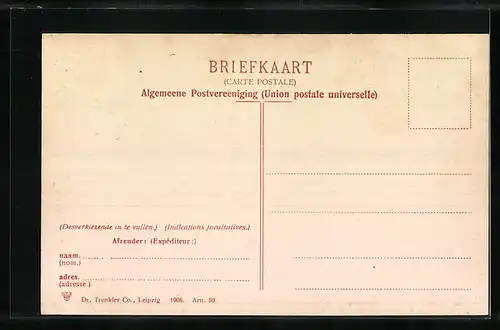 BRIEFKAART
(CARTE POSTALE)
Algemeene Postvereeniging (Union postale universelle)
(Desverkiezende in te vullen.) (Indications facultatives.)
Afzender: (Expéditeur:)
naam
(nom.)
adres.
(adresse)
Dr. Trenkler Co., Leipzig 1906. Arn. 90